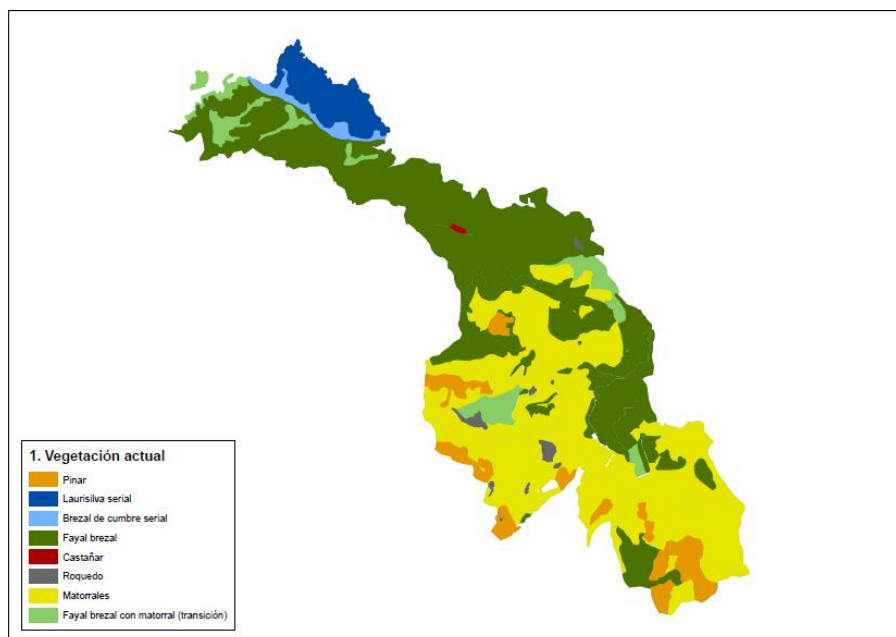 1. Vegetación actual
Pinar
Laurisilva serial
Brezal de cumbre serial
Fayal brezal
Castañar
Roquedo
Matorrales
Fayal brezal con matorral (transición)